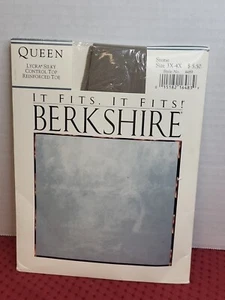 QUEEN
LYCRA® SILKY
CONTROL TOP
REINFORCED TOE
IT FITS. IT FITS!
BERKSHIRE